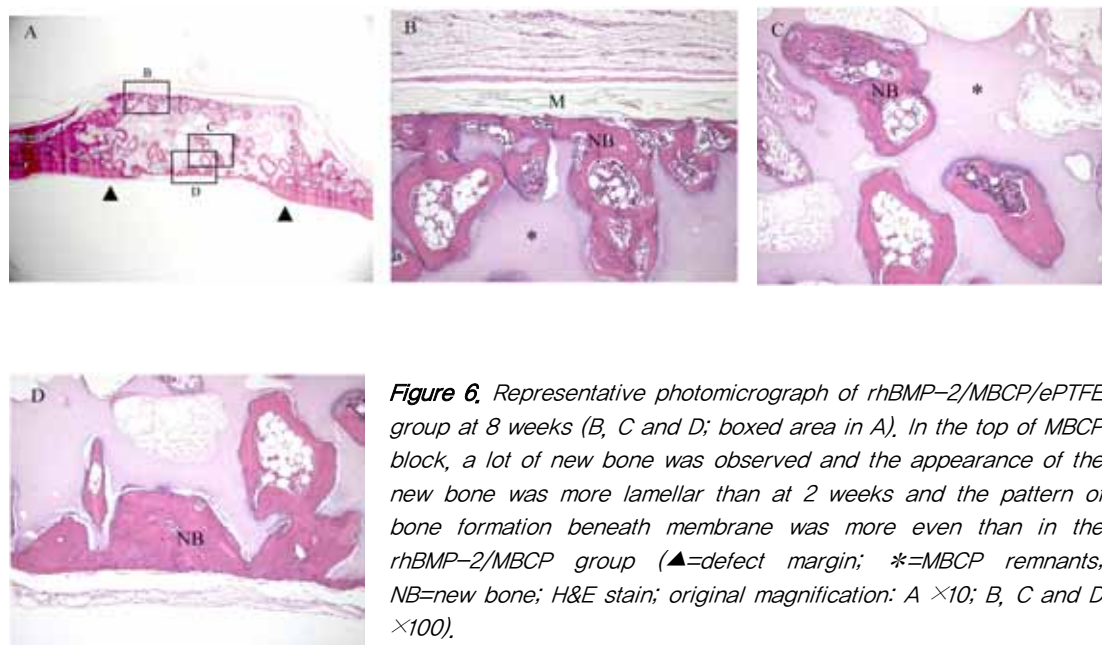 A
B
C
D
B
M
NB
*
C
NB
*
D
NB
Figure 6. Representative photomicrograph of rhBMP-2/MBCP/ePTFE
group at 8 weeks (B, C and D; boxed area in A). In the top of MBCP
block, a lot of new bone was observed and the appearance of the
new bone was more lamellar than at 2 weeks and the pattern of
bone formation beneath membrane was more even than in the
rhBMP-2/MBCP group (▲=defect margin; *=MBCP remnants,
NB=new bone; H&E stain; original magnification: A ×10; B, C and D
×100).